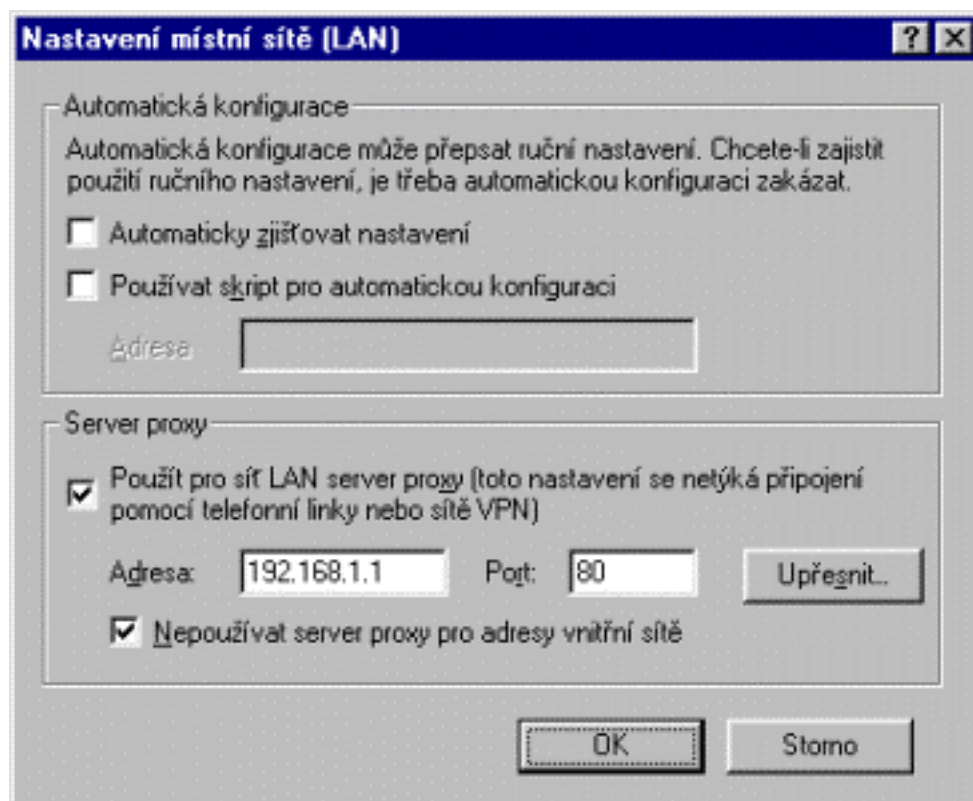 Nastavení místní sítě (LAN)
Automatická konfigurace
Automatická konfigurace může přepsat ruční nastavení. Chcete-li zajistit
použití ručního nastavení, je třeba automatickou konfiguraci zakázat.
Automaticky zjišťovat nastavení
Používat skript pro automatickou konfiguraci
Adresa
Server proxy
Použít pro síť LAN server proxy (toto nastavení se netýká připojení
pomocí telefonní linky nebo sítě VPN)
Adresa: 192.168.1.1 Port: 80 Upřesnit..
Nepoužívat server proxy pro adresy vnitřní sítě
OK Storno